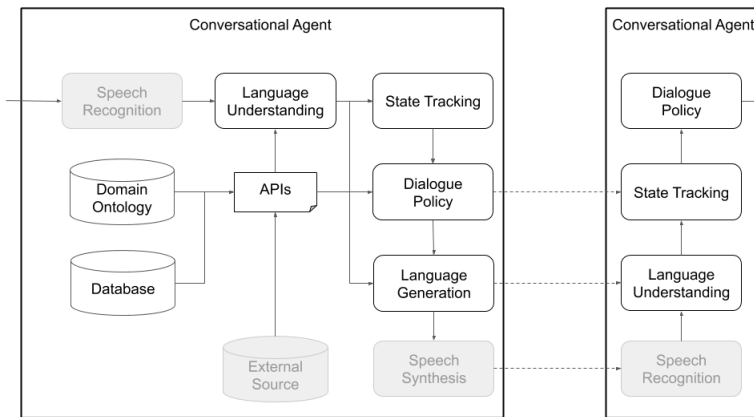 Conversational Agent
Speech
Recognition
Language
Understanding
State Tracking
Domain
Ontology
APIs
Dialogue
Policy
Database
Language
Generation
External
Source
Speech
Synthesis
Conversational Agent
Dialogue
Policy
State Tracking
Language
Understanding
Speech
Recognition